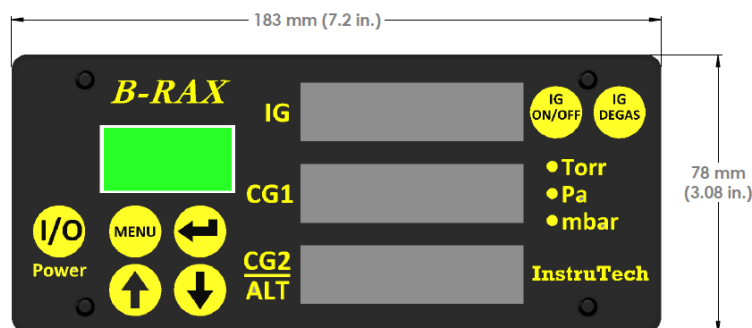 183 mm (7.2 in.)
B-RAX
IG
IG
ON/OFF
IG
DEGAS
CG1
Torr
Pa
mbar
78 mm
(3.08 in.)
I/O
Power
MENU
CG2
ALT
InstruTech